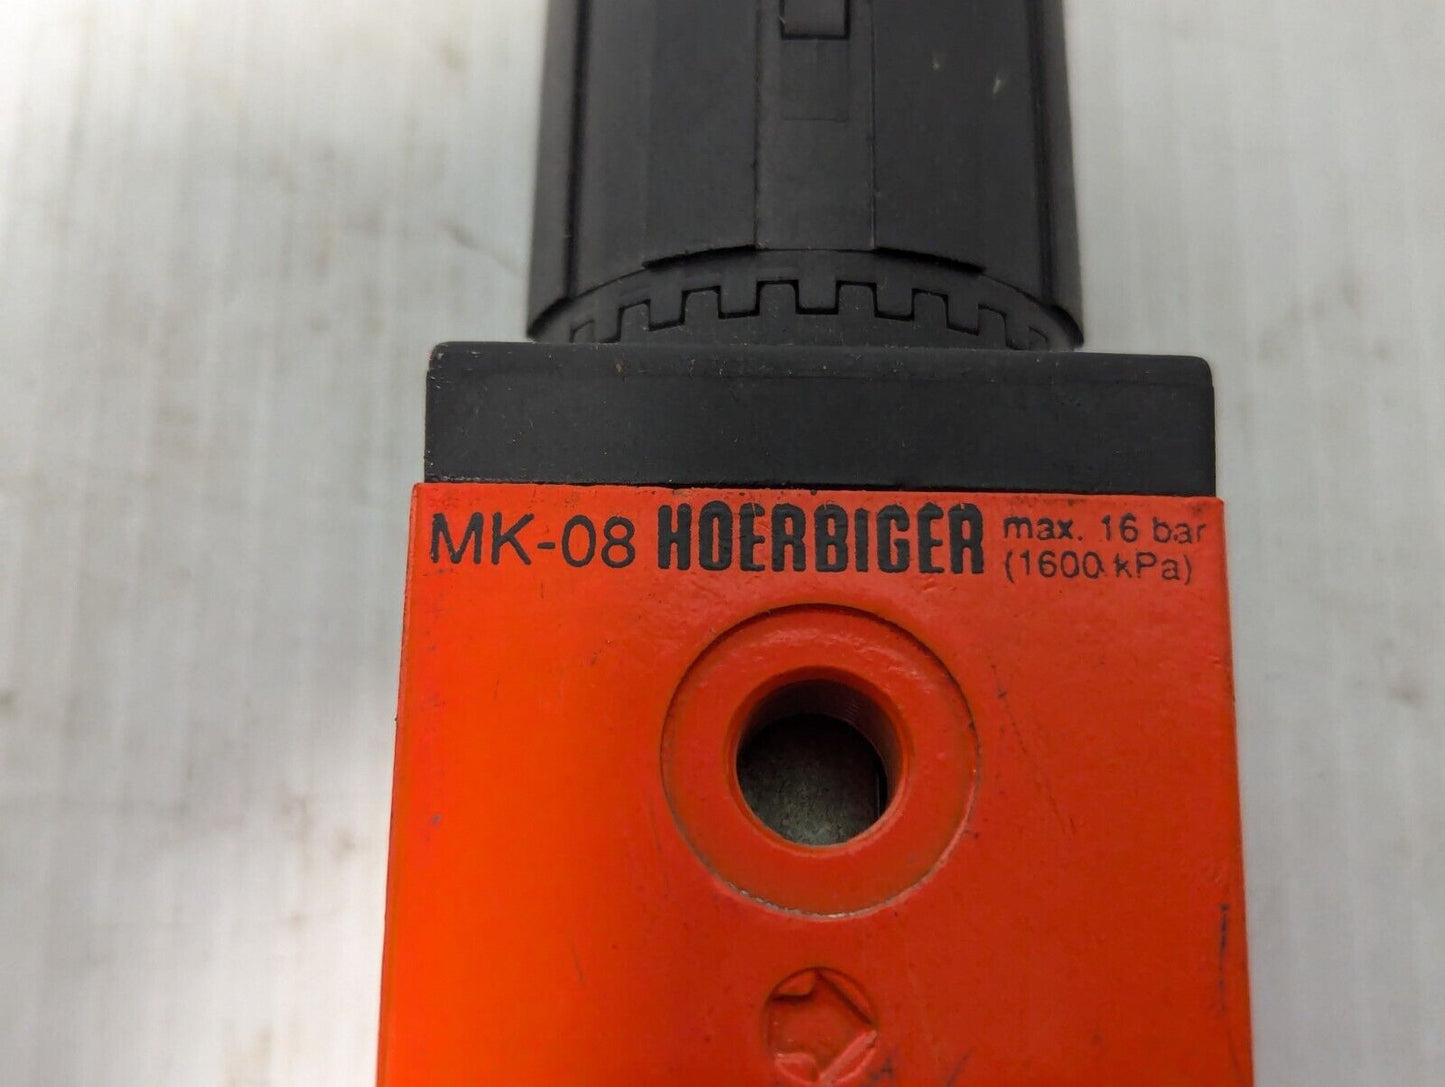 MK-08 HOERBIGER max. 16 bar
(1600 kPa)